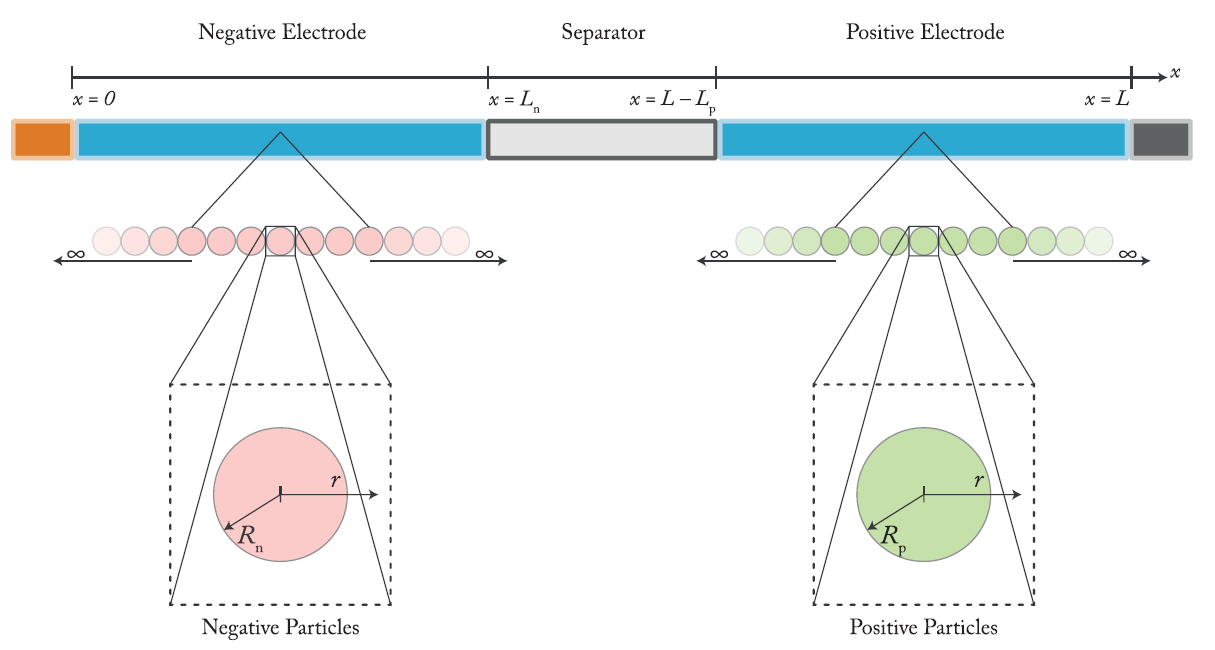 Negative Electrode
Separator
Positive Electrode
x
x = 0
x = Lₙ
x = L – Lₚ
x = L
∞
∞
∞
∞
r
Rₙ
r
Rₚ
Negative Particles
Positive Particles